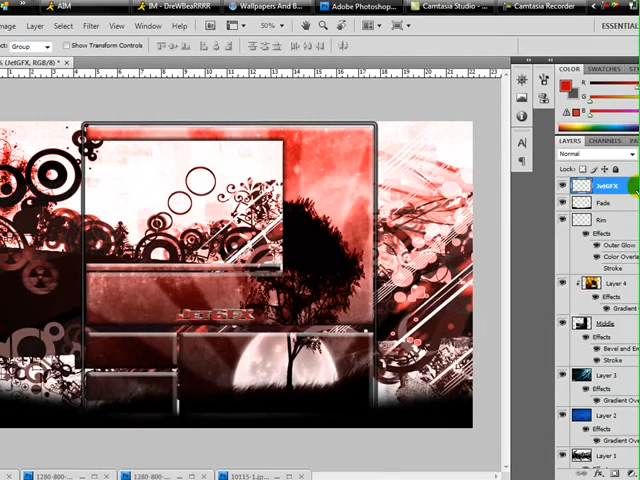 AIM
IM - DreWBeaRRRR
Wallpapers And B...
Adobe Photoshop...
Camtasia Studio - ...
Camtasia Recorder
Image Layer Select Filter Analysis 3D View Window Help
50%
ESSENTIAL
Group
Show Transform Controls
% (JetGFX, RGB/8) *
COLOR SWATCHES
R
G
B
LAYERS CHANNELS PA
Normal
Lock:
JetGFX
Fade
Rim
Effects
Outer Glow
Color Overla
Stroke
Layer 4
Effects
Gradient
Middle
Effects
Bevel and Em
Stroke
Layer 3
Effects
Gradient Ove
Layer 2
Effects
Gradient Ove
Layer 1
JetGFX
1280-800-...
1280-800-...
10115-1.jp...